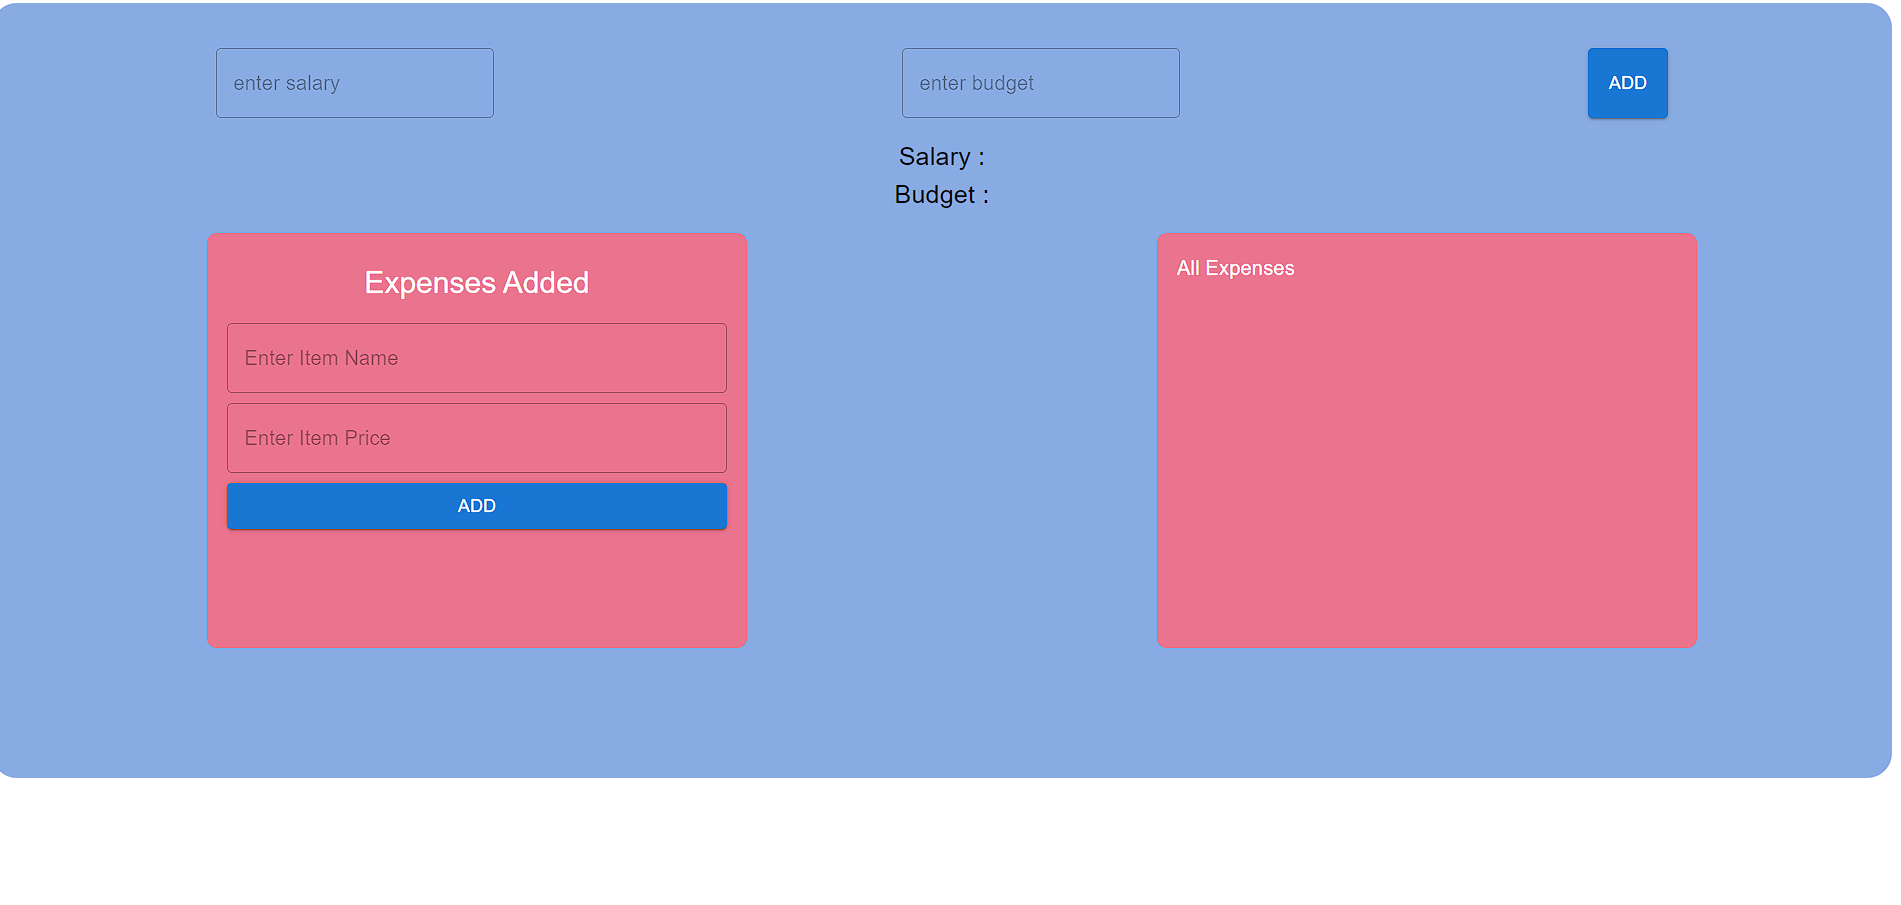 enter salary
enter budget
ADD
Salary :
Budget :
Expenses Added
Enter Item Name
Enter Item Price
ADD
All Expenses